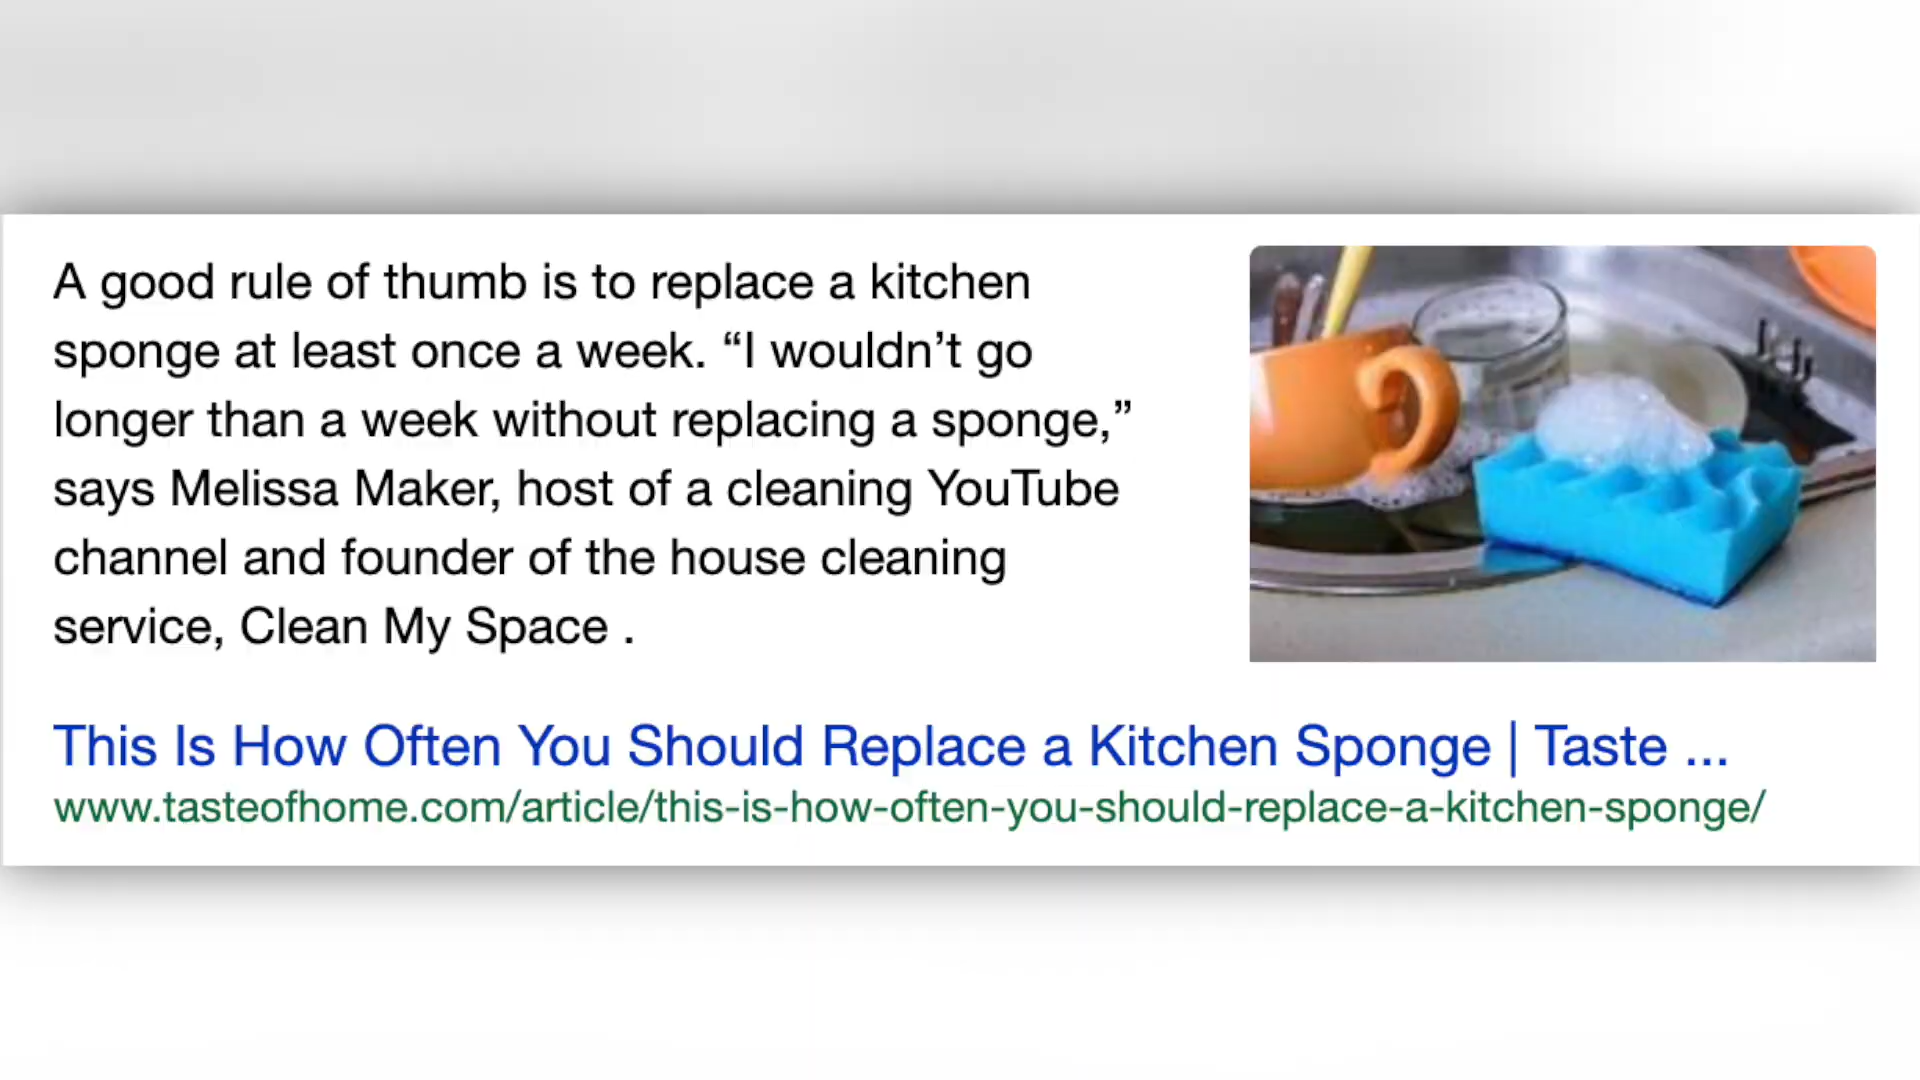 A good rule of thumb is to replace a kitchen
sponge at least once a week. “I wouldn’t go
longer than a week without replacing a sponge,”
says Melissa Maker, host of a cleaning YouTube
channel and founder of the house cleaning
service, Clean My Space .
This Is How Often You Should Replace a Kitchen Sponge | Taste ...
www.tasteofhome.com/article/this-is-how-often-you-should-replace-a-kitchen-sponge/